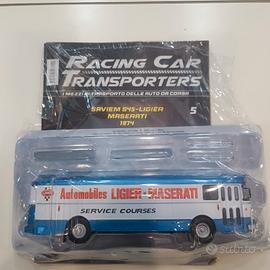 RACING CAR
TRANSPORTERS
I MEZZI DI TRASPORTO DELLE AUTO DA CORSA
SAVIEM S45-LIGIER
MASERATI
1974
5
Automobiles LIGIER-MASERATI
SERVICE COURSES
subito